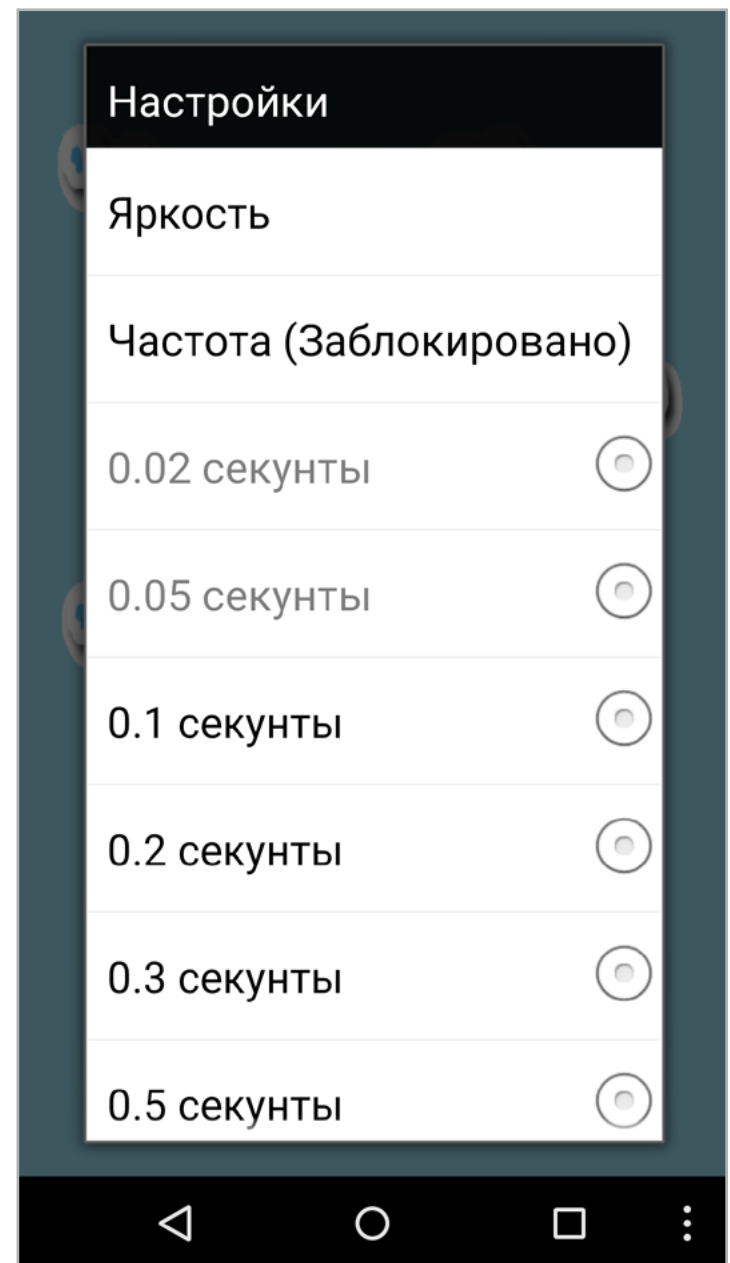 Настройки
Яркость
Частота (Заблокировано)
0.02 секунты
0.05 секунты
0.1 секунты
0.2 секунты
0.3 секунты
0.5 секунты